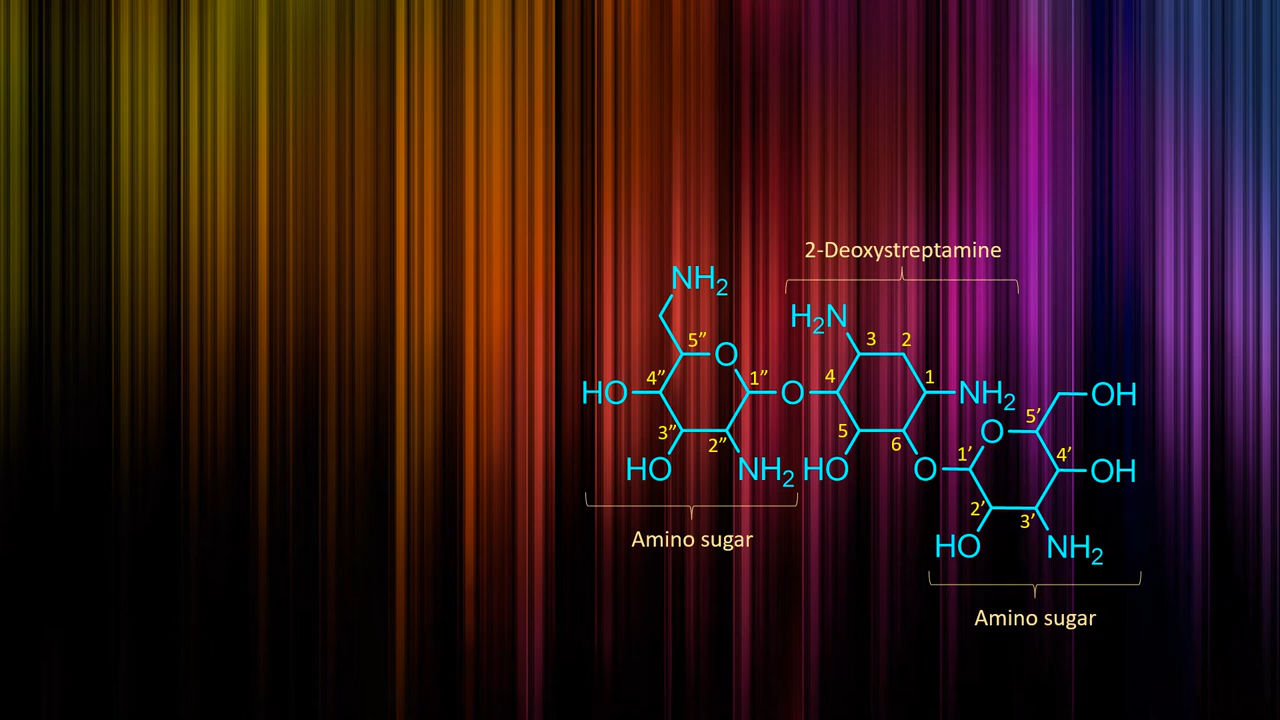 2-Deoxystreptamine
NH2
H2N
3
2
5”
O
4”
1”
4
1
HO
O
NH2
OH
5’
3”
2”
5
6
O
1’
4’
HO
NH2
HO
O
OH
2’
3’
Amino sugar
HO
NH2
Amino sugar